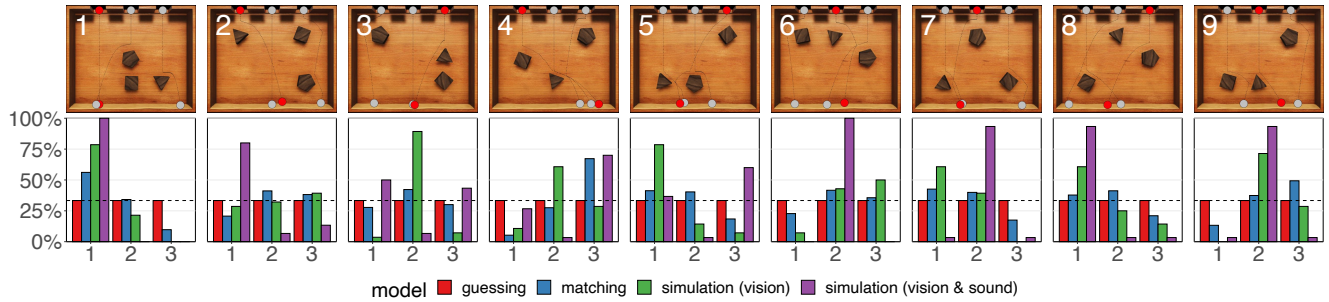 1 2 3 4 5 6 7 8 9
100%
75%
50%
25%
0%
1 2 3 1 2 3 1 2 3 1 2 3 1 2 3 1 2 3 1 2 3 1 2 3 1 2 3
model guessing matching simulation (vision) simulation (vision & sound)